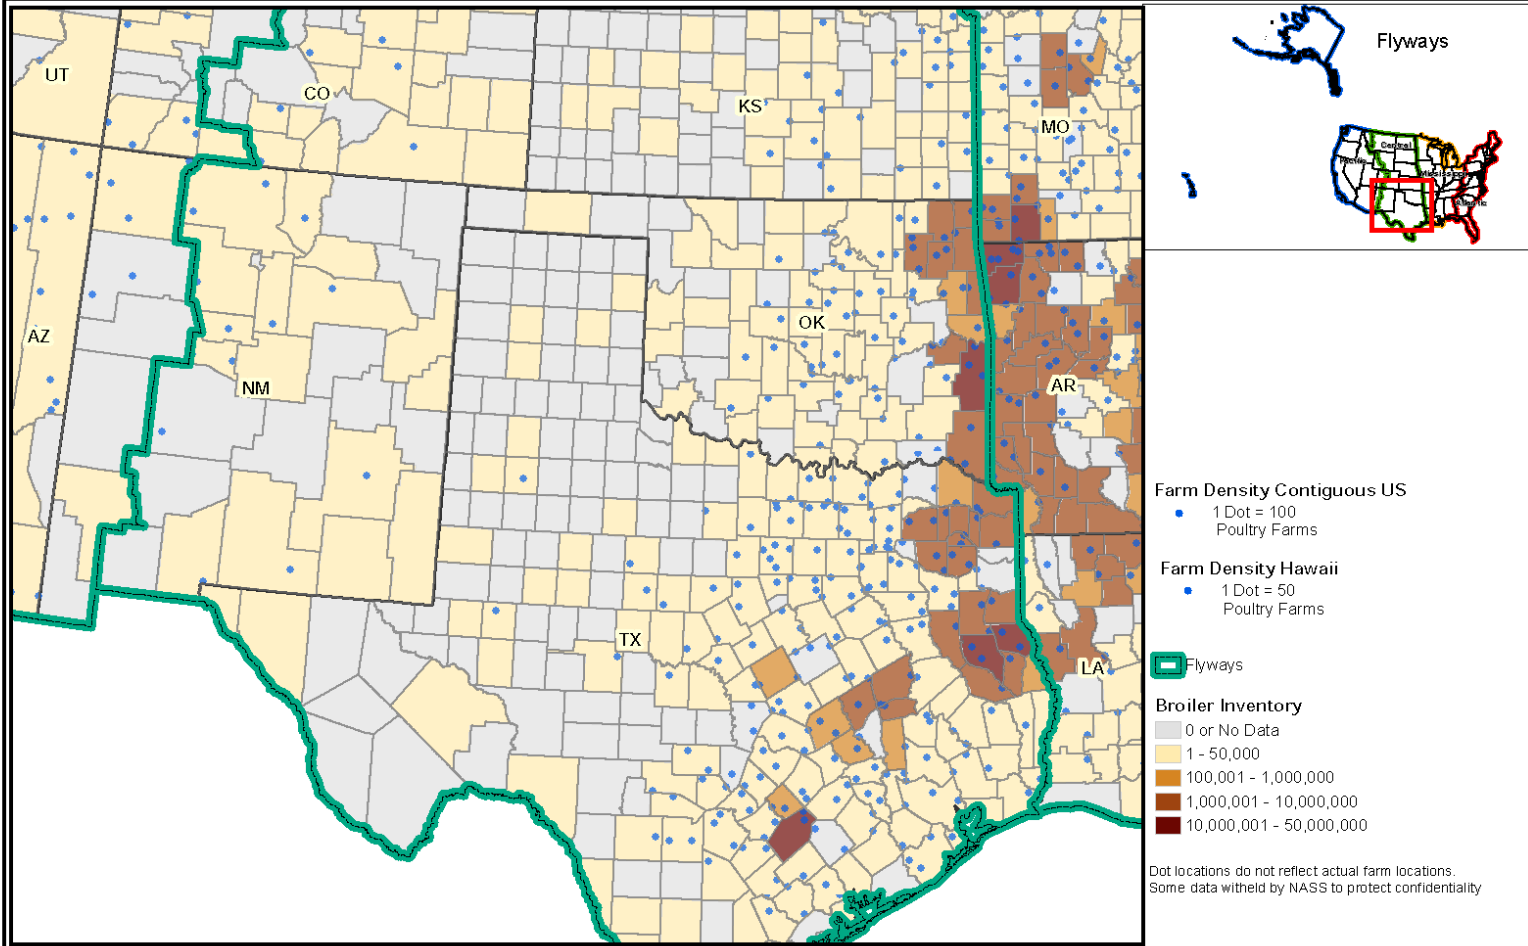 UT
CO
KS
MO
AZ
NM
OK
AR
TX
LA
Flyways
Pacific
Central
Mississippi
Atlantic
Farm Density Contiguous US
1 Dot = 100
Poultry Farms
Farm Density Hawaii
1 Dot = 50
Poultry Farms
Flyways
Broiler Inventory
0 or No Data
1 - 50,000
100,001 - 1,000,000
1,000,001 - 10,000,000
10,000,001 - 50,000,000
Dot locations do not reflect actual farm locations.
Some data witheld by NASS to protect confidentiality